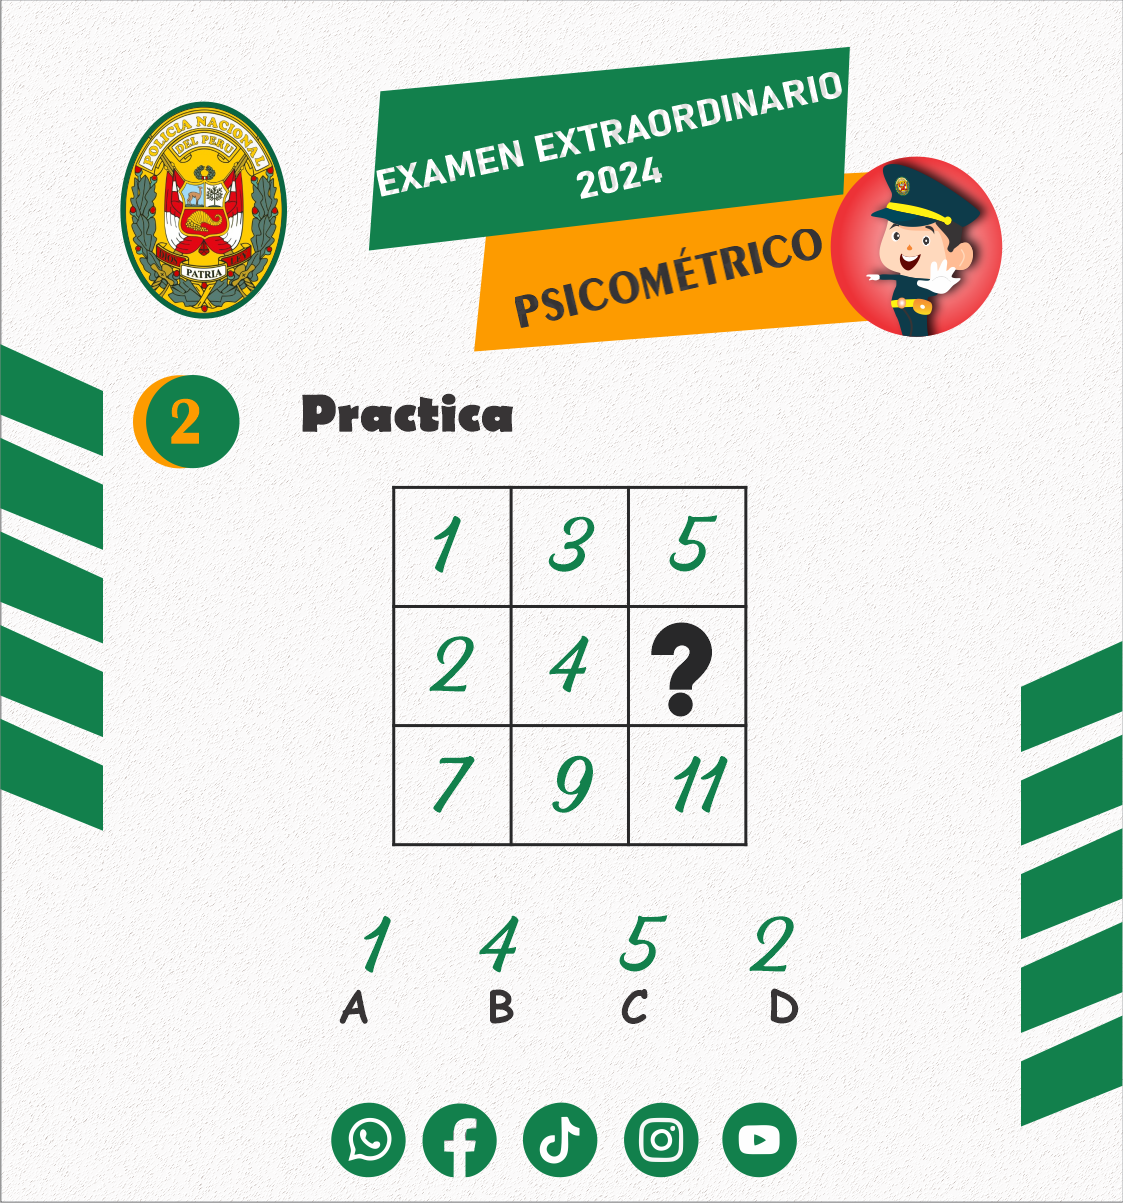 POLICIA NACIONAL
DEL PERU
PATRIA
EXAMEN EXTRAORDINARIO
2024
PSICOMÉTRICO
2
Practica
1 3 5
2 4 ?
7 9 11
1 4 5 2
A B C D